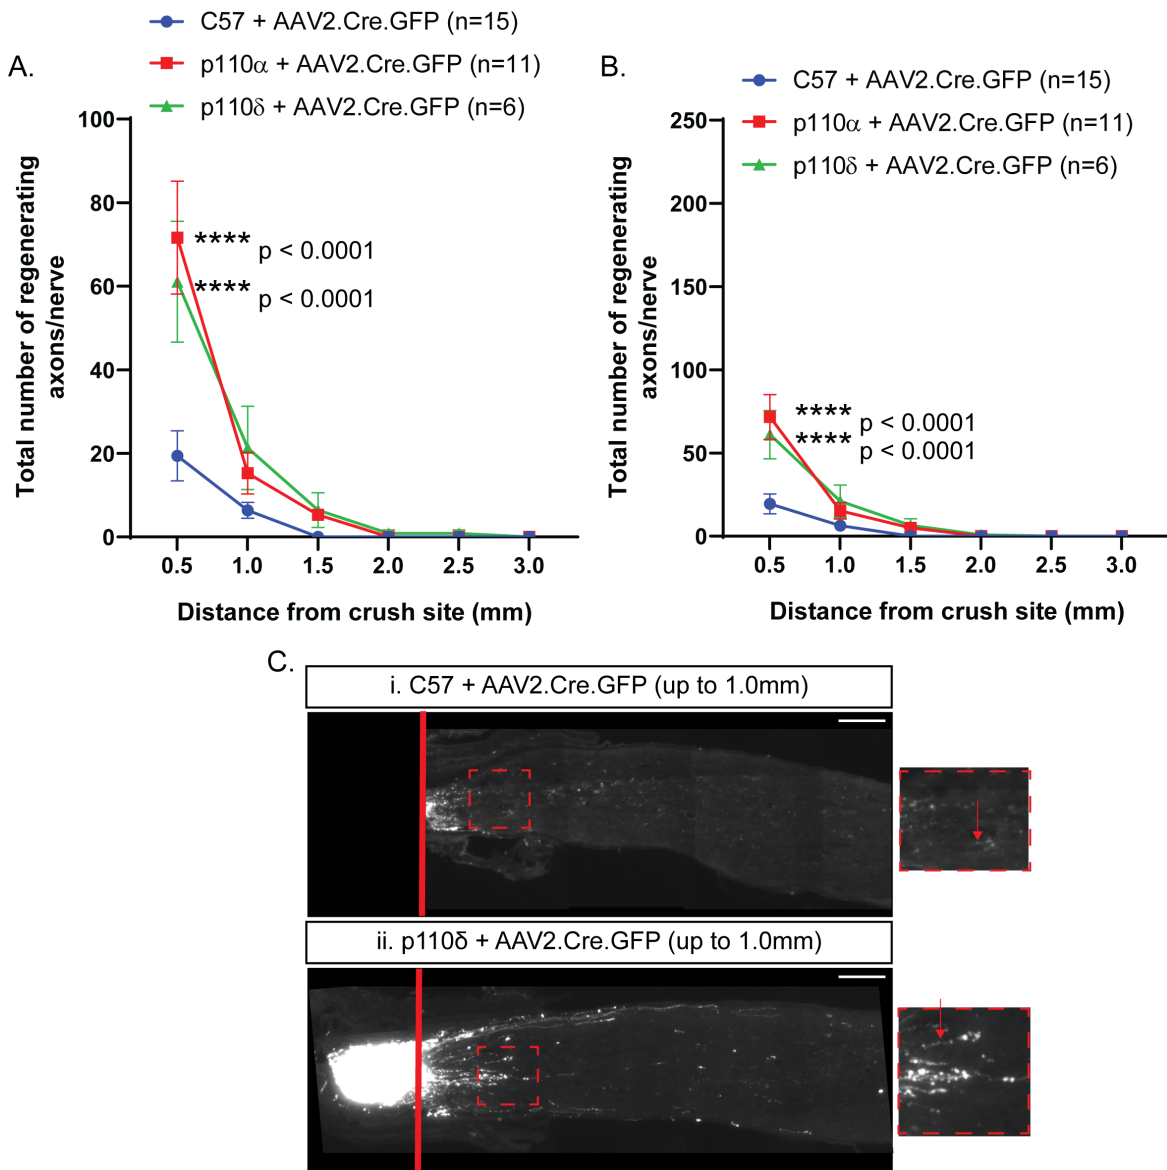 A.
C57 + AAV2.Cre.GFP (n=15)
p110α + AAV2.Cre.GFP (n=11)
p110δ + AAV2.Cre.GFP (n=6)
Total number of regenerating
axons/nerve
100
80
60
40
20
0
**** p < 0.0001
**** p < 0.0001
0.5 1.0 1.5 2.0 2.5 3.0
Distance from crush site (mm)
B.
C57 + AAV2.Cre.GFP (n=15)
p110α + AAV2.Cre.GFP (n=11)
p110δ + AAV2.Cre.GFP (n=6)
Total number of regenerating
axons/nerve
250
200
150
100
50
0
**** p < 0.0001
**** p < 0.0001
0.5 1.0 1.5 2.0 2.5 3.0
Distance from crush site (mm)
C.
i. C57 + AAV2.Cre.GFP (up to 1.0mm)
ii. p110δ + AAV2.Cre.GFP (up to 1.0mm)